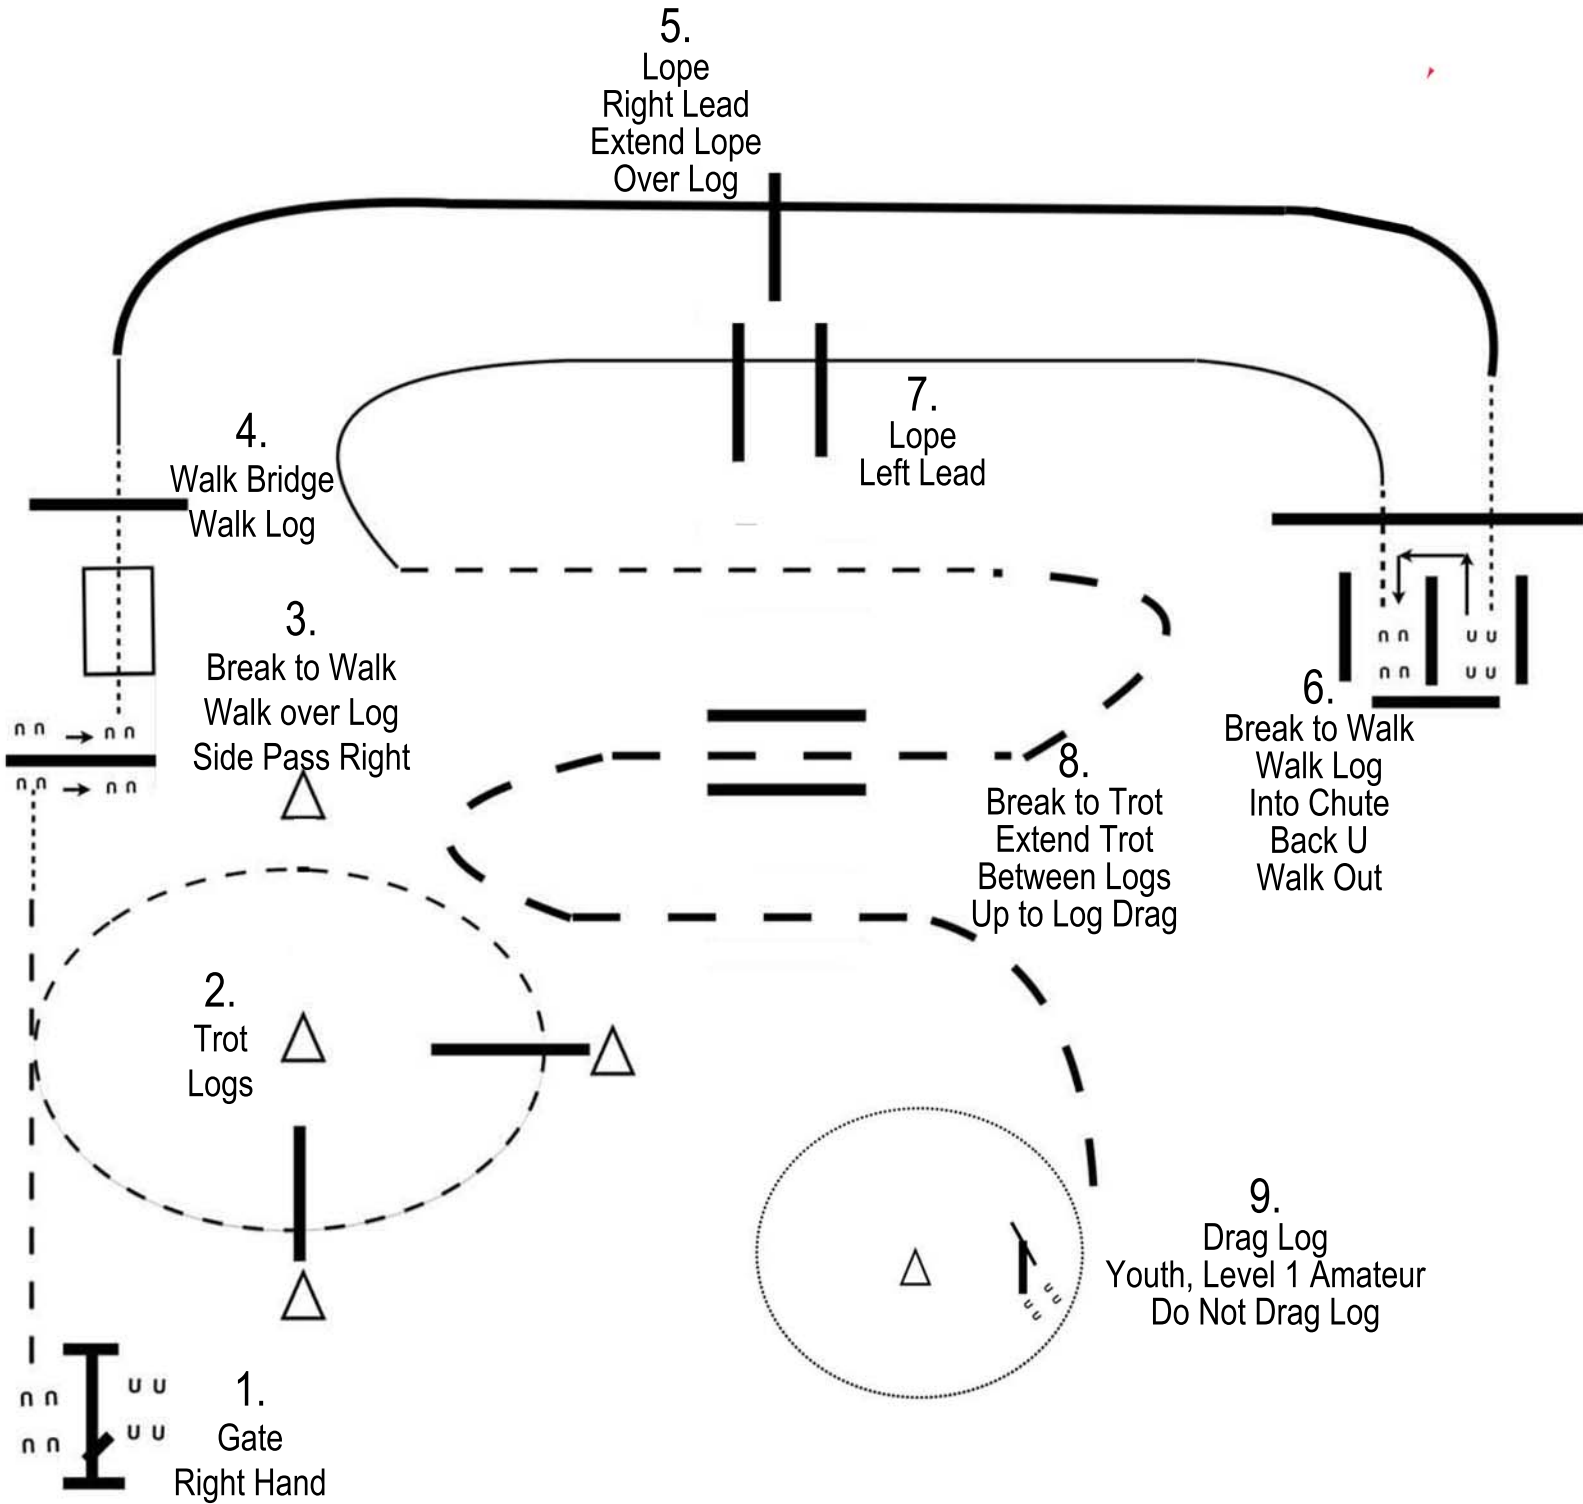 5.
Lope
Right Lead
Extend Lope
Over Log
7.
Lope
Left Lead
4.
Walk Bridge
Walk Log
3.
Break to Walk
Walk over Log
Side Pass Right
6.
Break to Walk
Walk Log
Into Chute
Back U
Walk Out
8.
Break to Trot
Extend Trot
Between Logs
Up to Log Drag
2.
Trot
Logs
9.
Drag Log
Youth, Level 1 Amateur
Do Not Drag Log
1.
Gate
Right Hand